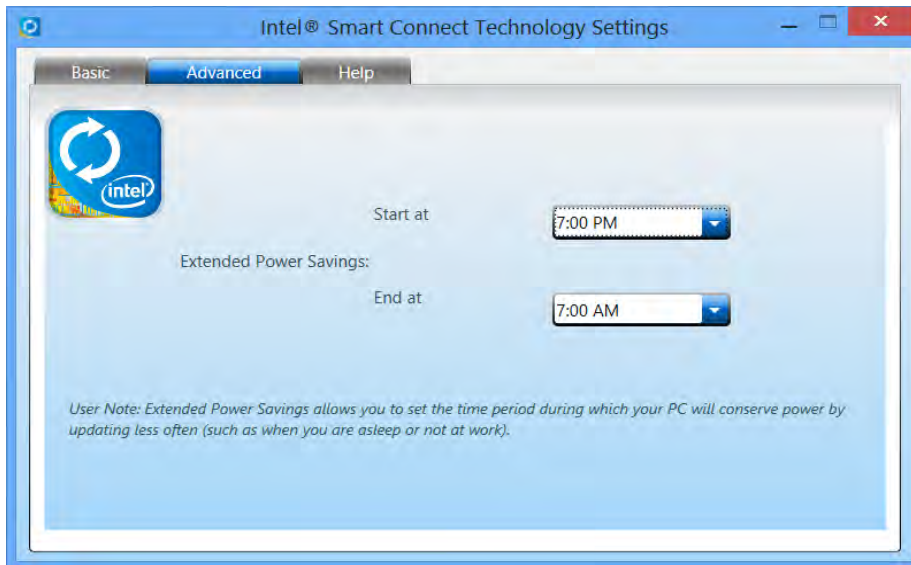 Intel® Smart Connect Technology Settings
Basic
Advanced
Help
intel
Start at
7:00 PM
Extended Power Savings:
End at
7:00 AM
User Note: Extended Power Savings allows you to set the time period during which your PC will conserve power by
updating less often (such as when you are asleep or not at work).